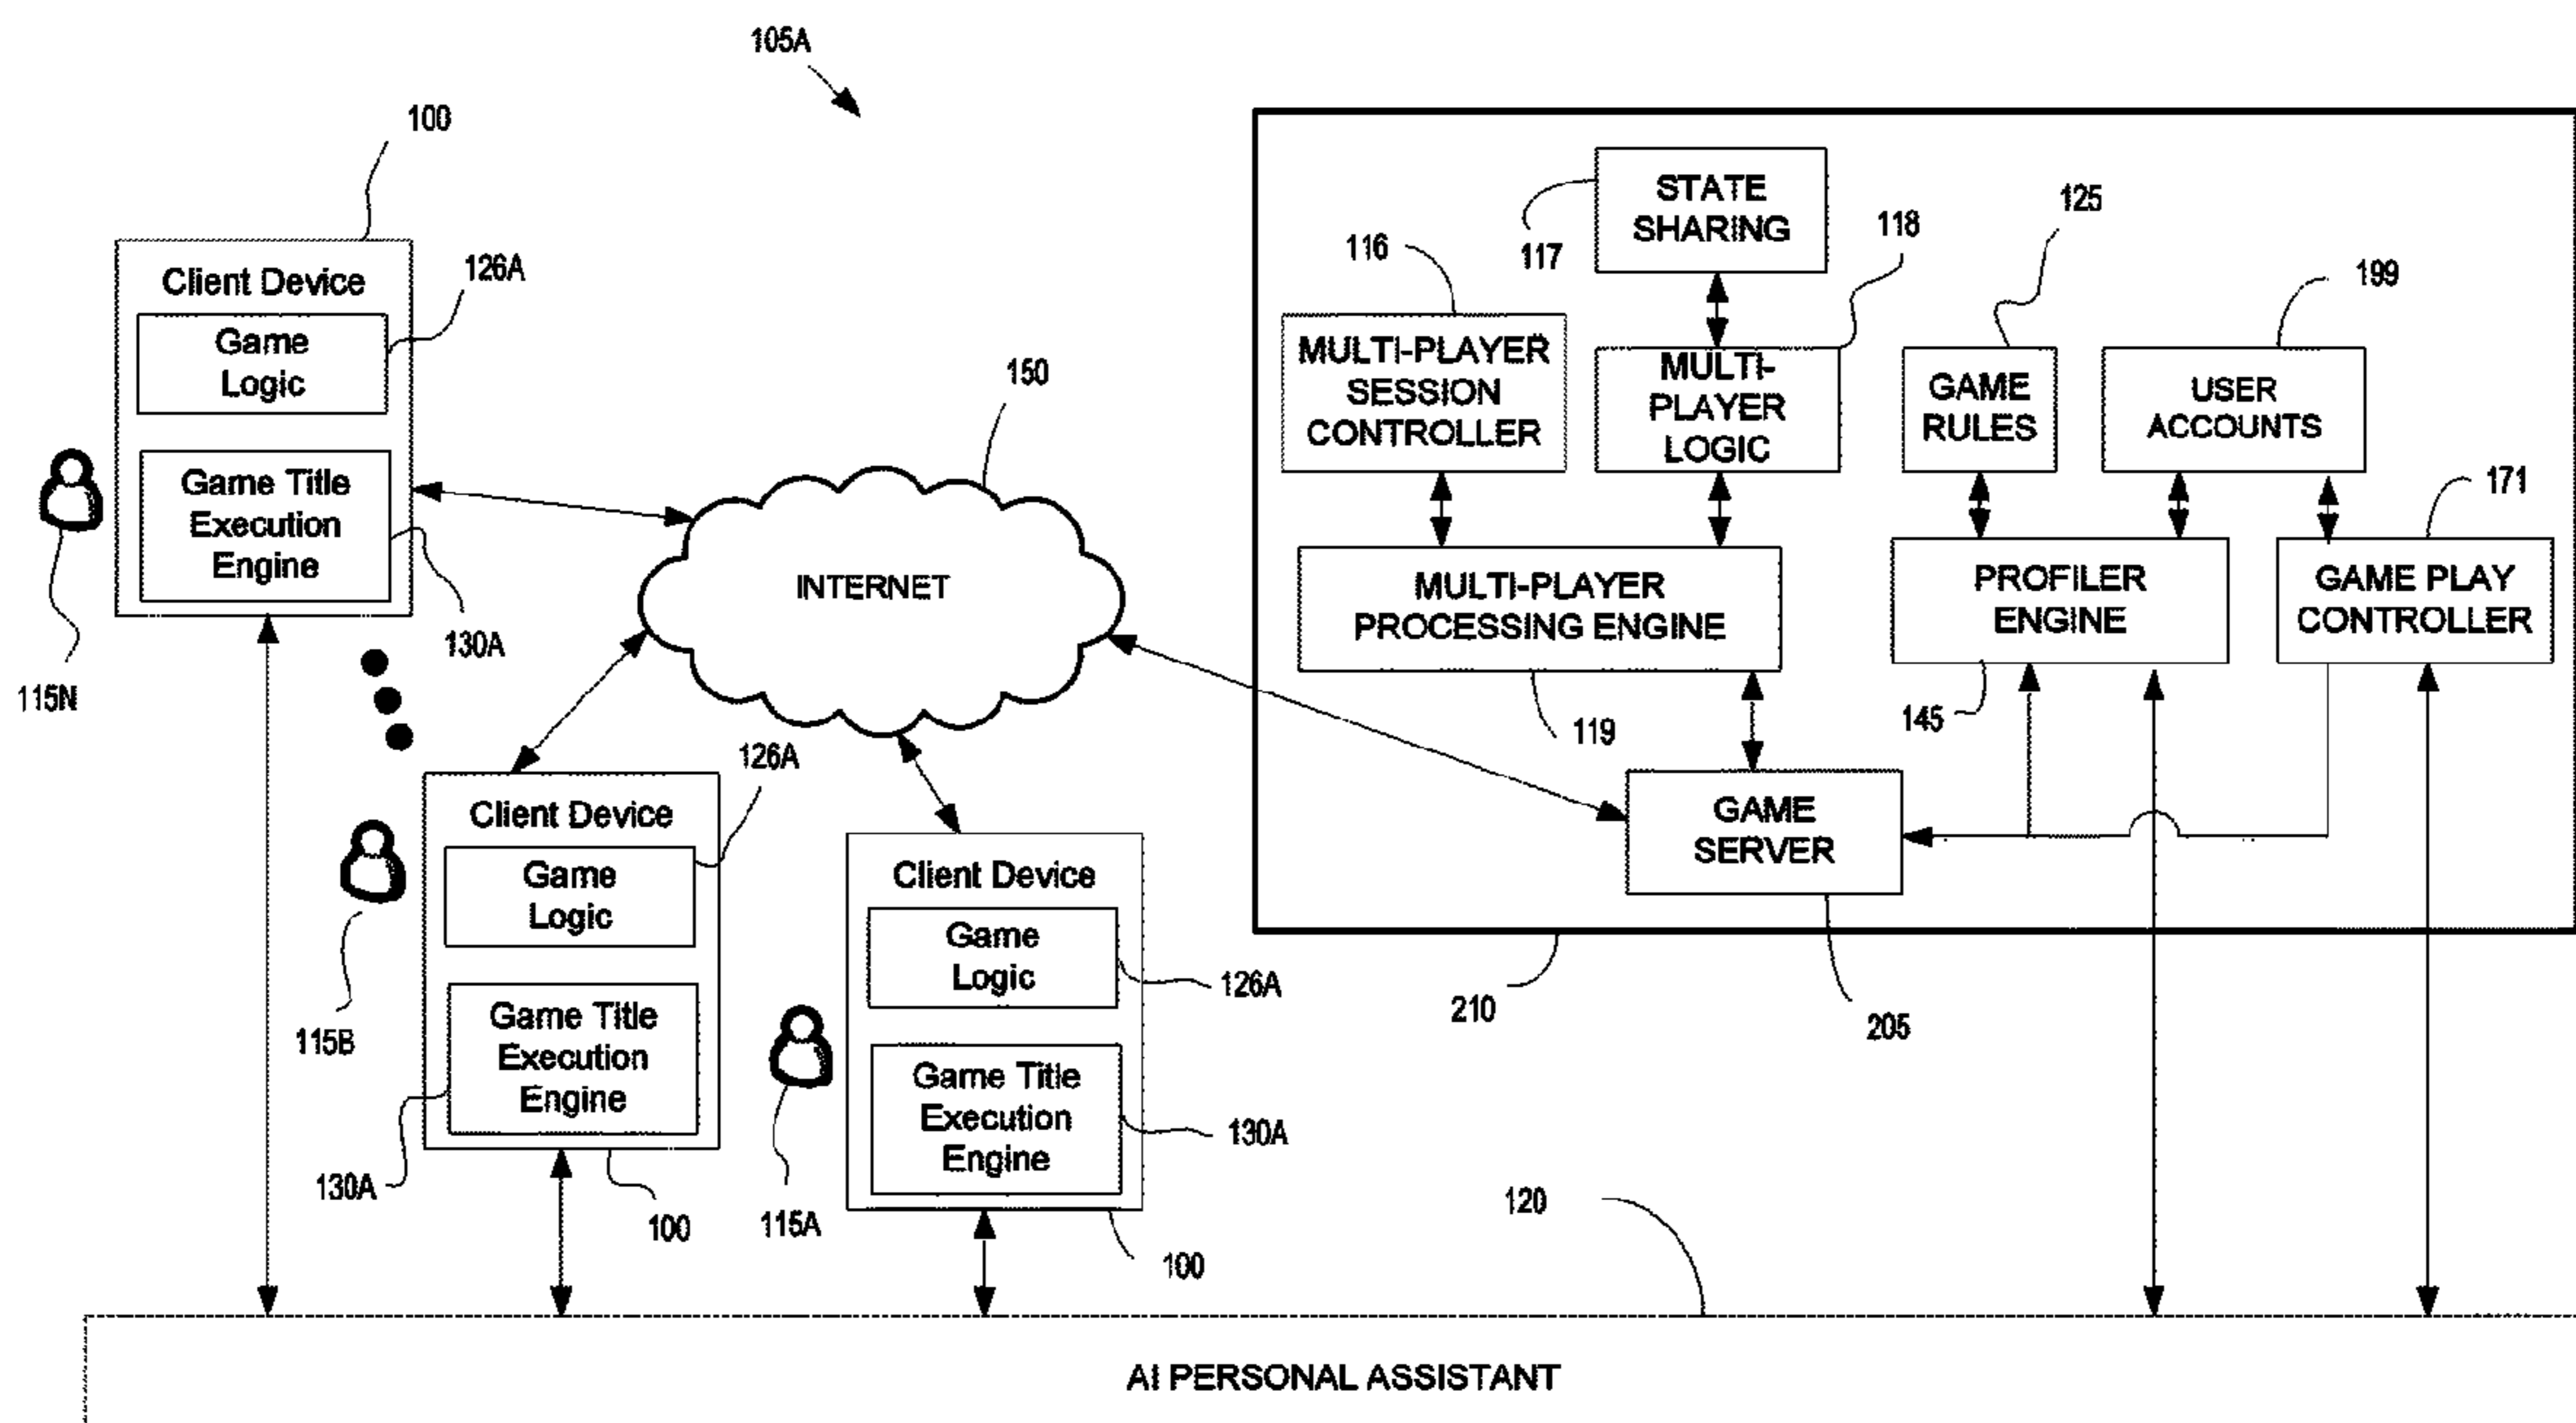 105A
100
Client Device
126A
Game
Logic
Game Title
Execution
Engine
130A
115N
150
INTERNET
126A
Client Device
Game
Logic
Game Title
Execution
Engine
115B
130A
100
Client Device
Game
Logic
126A
Game Title
Execution
Engine
130A
115A
100
STATE
SHARING
117
118
116
MULTI-PLAYER
SESSION
CONTROLLER
MULTI-
PLAYER
LOGIC
125
GAME
RULES
199
USER
ACCOUNTS
171
MULTI-PLAYER
PROCESSING ENGINE
119
PROFILER
ENGINE
145
GAME PLAY
CONTROLLER
GAME
SERVER
210
205
120
AI PERSONAL ASSISTANT